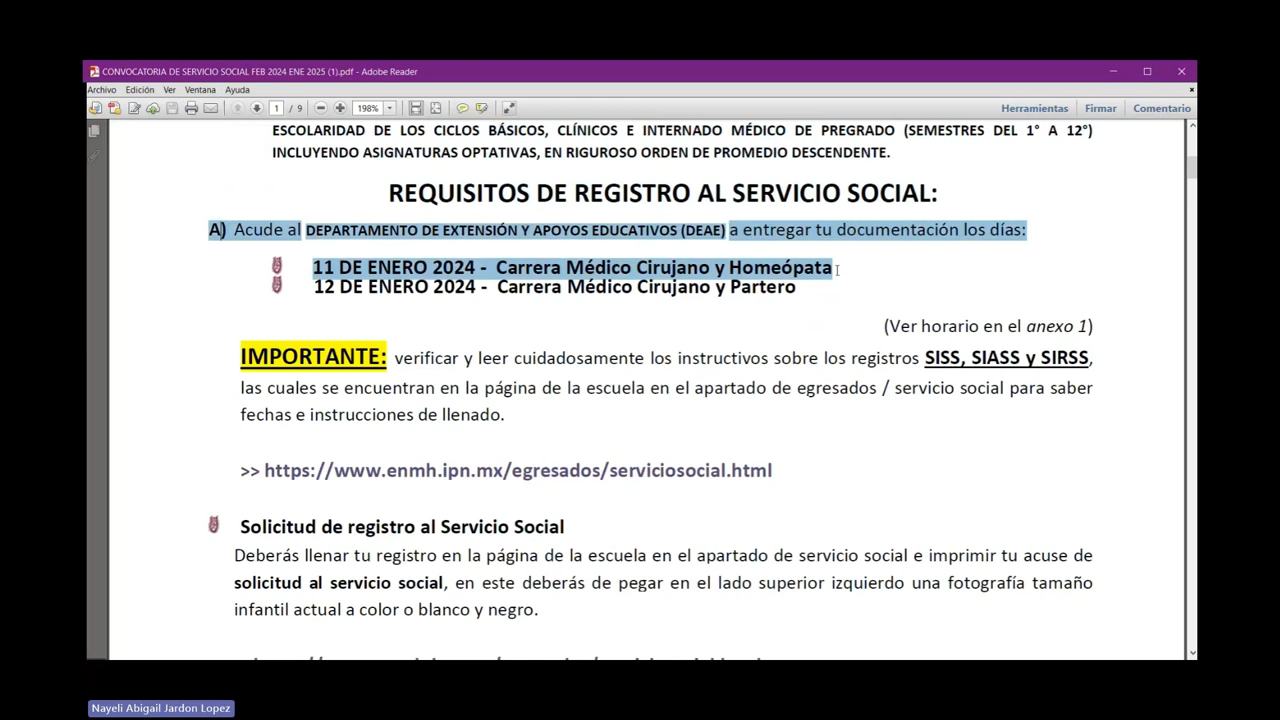 CONVOCATORIA DE SERVICIO SOCIAL FEB 2024 ENE 2025 (1).pdf - Adobe Reader
Archivo Edición Ver Ventana Ayuda
1 / 9 198% Herramientas Firmar Comentario
ESCOLARIDAD DE LOS CICLOS BÁSICOS, CLÍNICOS E INTERNADO MÉDICO DE PREGRADO (SEMESTRES DEL 1° A 12°)
INCLUYENDO ASIGNATURAS OPTATIVAS, EN RIGUROSO ORDEN DE PROMEDIO DESCENDENTE.
REQUISITOS DE REGISTRO AL SERVICIO SOCIAL:
A) Acude al DEPARTAMENTO DE EXTENSIÓN Y APOYOS EDUCATIVOS (DEAE) a entregar tu documentación los días:
11 DE ENERO 2024 - Carrera Médico Cirujano y Homeópata
12 DE ENERO 2024 - Carrera Médico Cirujano y Partero
(Ver horario en el anexo 1)
IMPORTANTE: verificar y leer cuidadosamente los instructivos sobre los registros SISS, SIASS y SIRSS,
las cuales se encuentran en la página de la escuela en el apartado de egresados / servicio social para saber
fechas e instrucciones de llenado.
>> https://www.enmh.ipn.mx/egresados/serviciosocial.html
Solicitud de registro al Servicio Social
Deberás llenar tu registro en la página de la escuela en el apartado de servicio social e imprimir tu acuse de
solicitud al servicio social, en este deberás de pegar en el lado superior izquierdo una fotografía tamaño
infantil actual a color o blanco y negro.
Nayeli Abigail Jardon Lopez